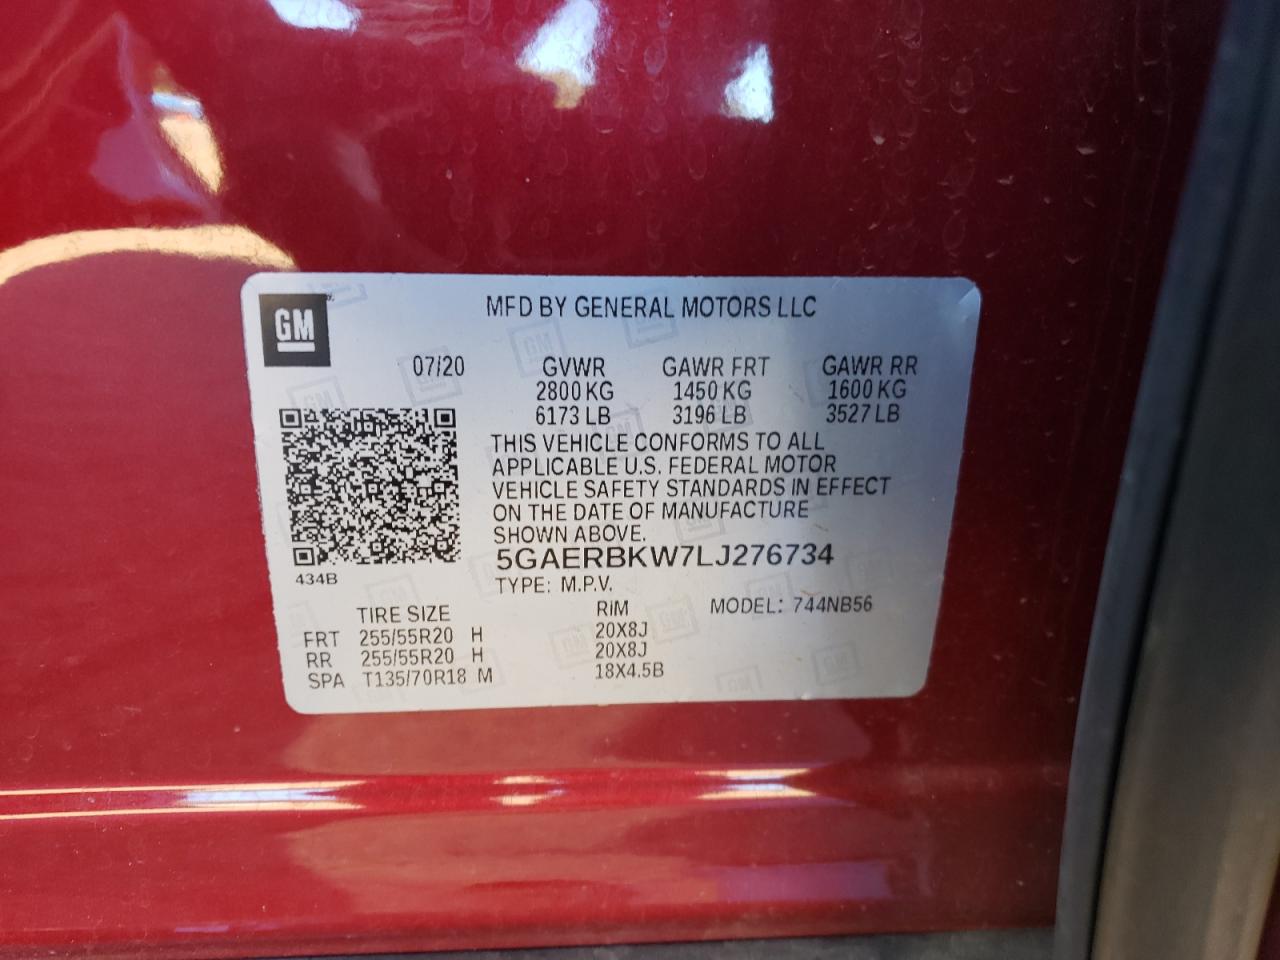 GM
MFD BY GENERAL MOTORS LLC
07/20 GVWR GAWR FRT GAWR RR
2800 KG 1450 KG 1600 KG
6173 LB 3196 LB 3527 LB
THIS VEHICLE CONFORMS TO ALL
APPLICABLE U.S. FEDERAL MOTOR
VEHICLE SAFETY STANDARDS IN EFFECT
ON THE DATE OF MANUFACTURE
SHOWN ABOVE.
5GAERBKW7LJ276734
434B
TYPE: M.P.V.
TIRE SIZE RIM MODEL: 744NB56
FRT 255/55R20 H 20X8J
RR 255/55R20 H 20X8J
SPA T135/70R18 M 18X4.5B